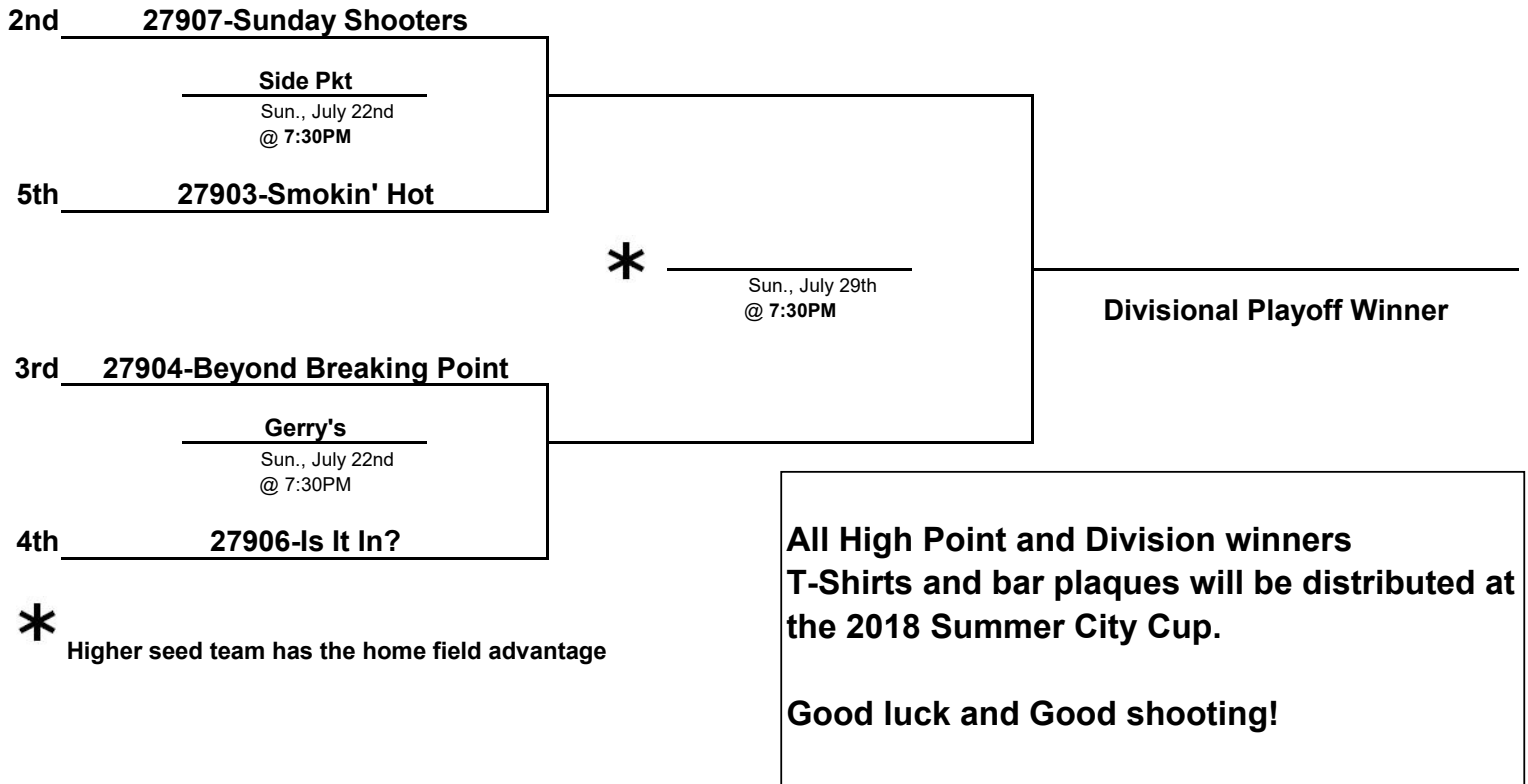 2nd 27907-Sunday Shooters
Side Pkt
Sun., July 22nd
@ 7:30PM
5th 27903-Smokin' Hot
*
Sun., July 29th
@ 7:30PM
Divisional Playoff Winner
3rd 27904-Beyond Breaking Point
Gerry's
Sun., July 22nd
@ 7:30PM
4th 27906-Is It In?
* Higher seed team has the home field advantage
All High Point and Division winners
T-Shirts and bar plaques will be distributed at
the 2018 Summer City Cup.
Good luck and Good shooting!